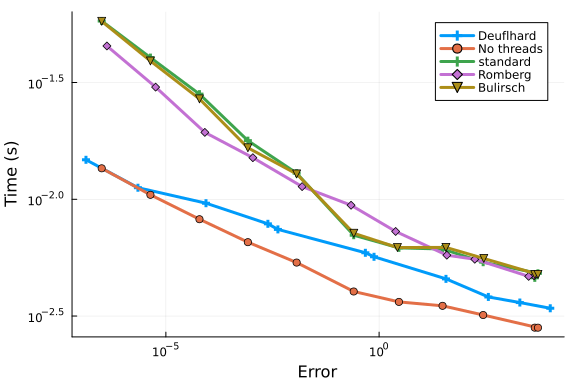 Deuflhard
No threads
standard
Romberg
Bulirsch
10^-1.5
10^-2.0
10^-2.5
Time (s)
10^-5
10^0
Error